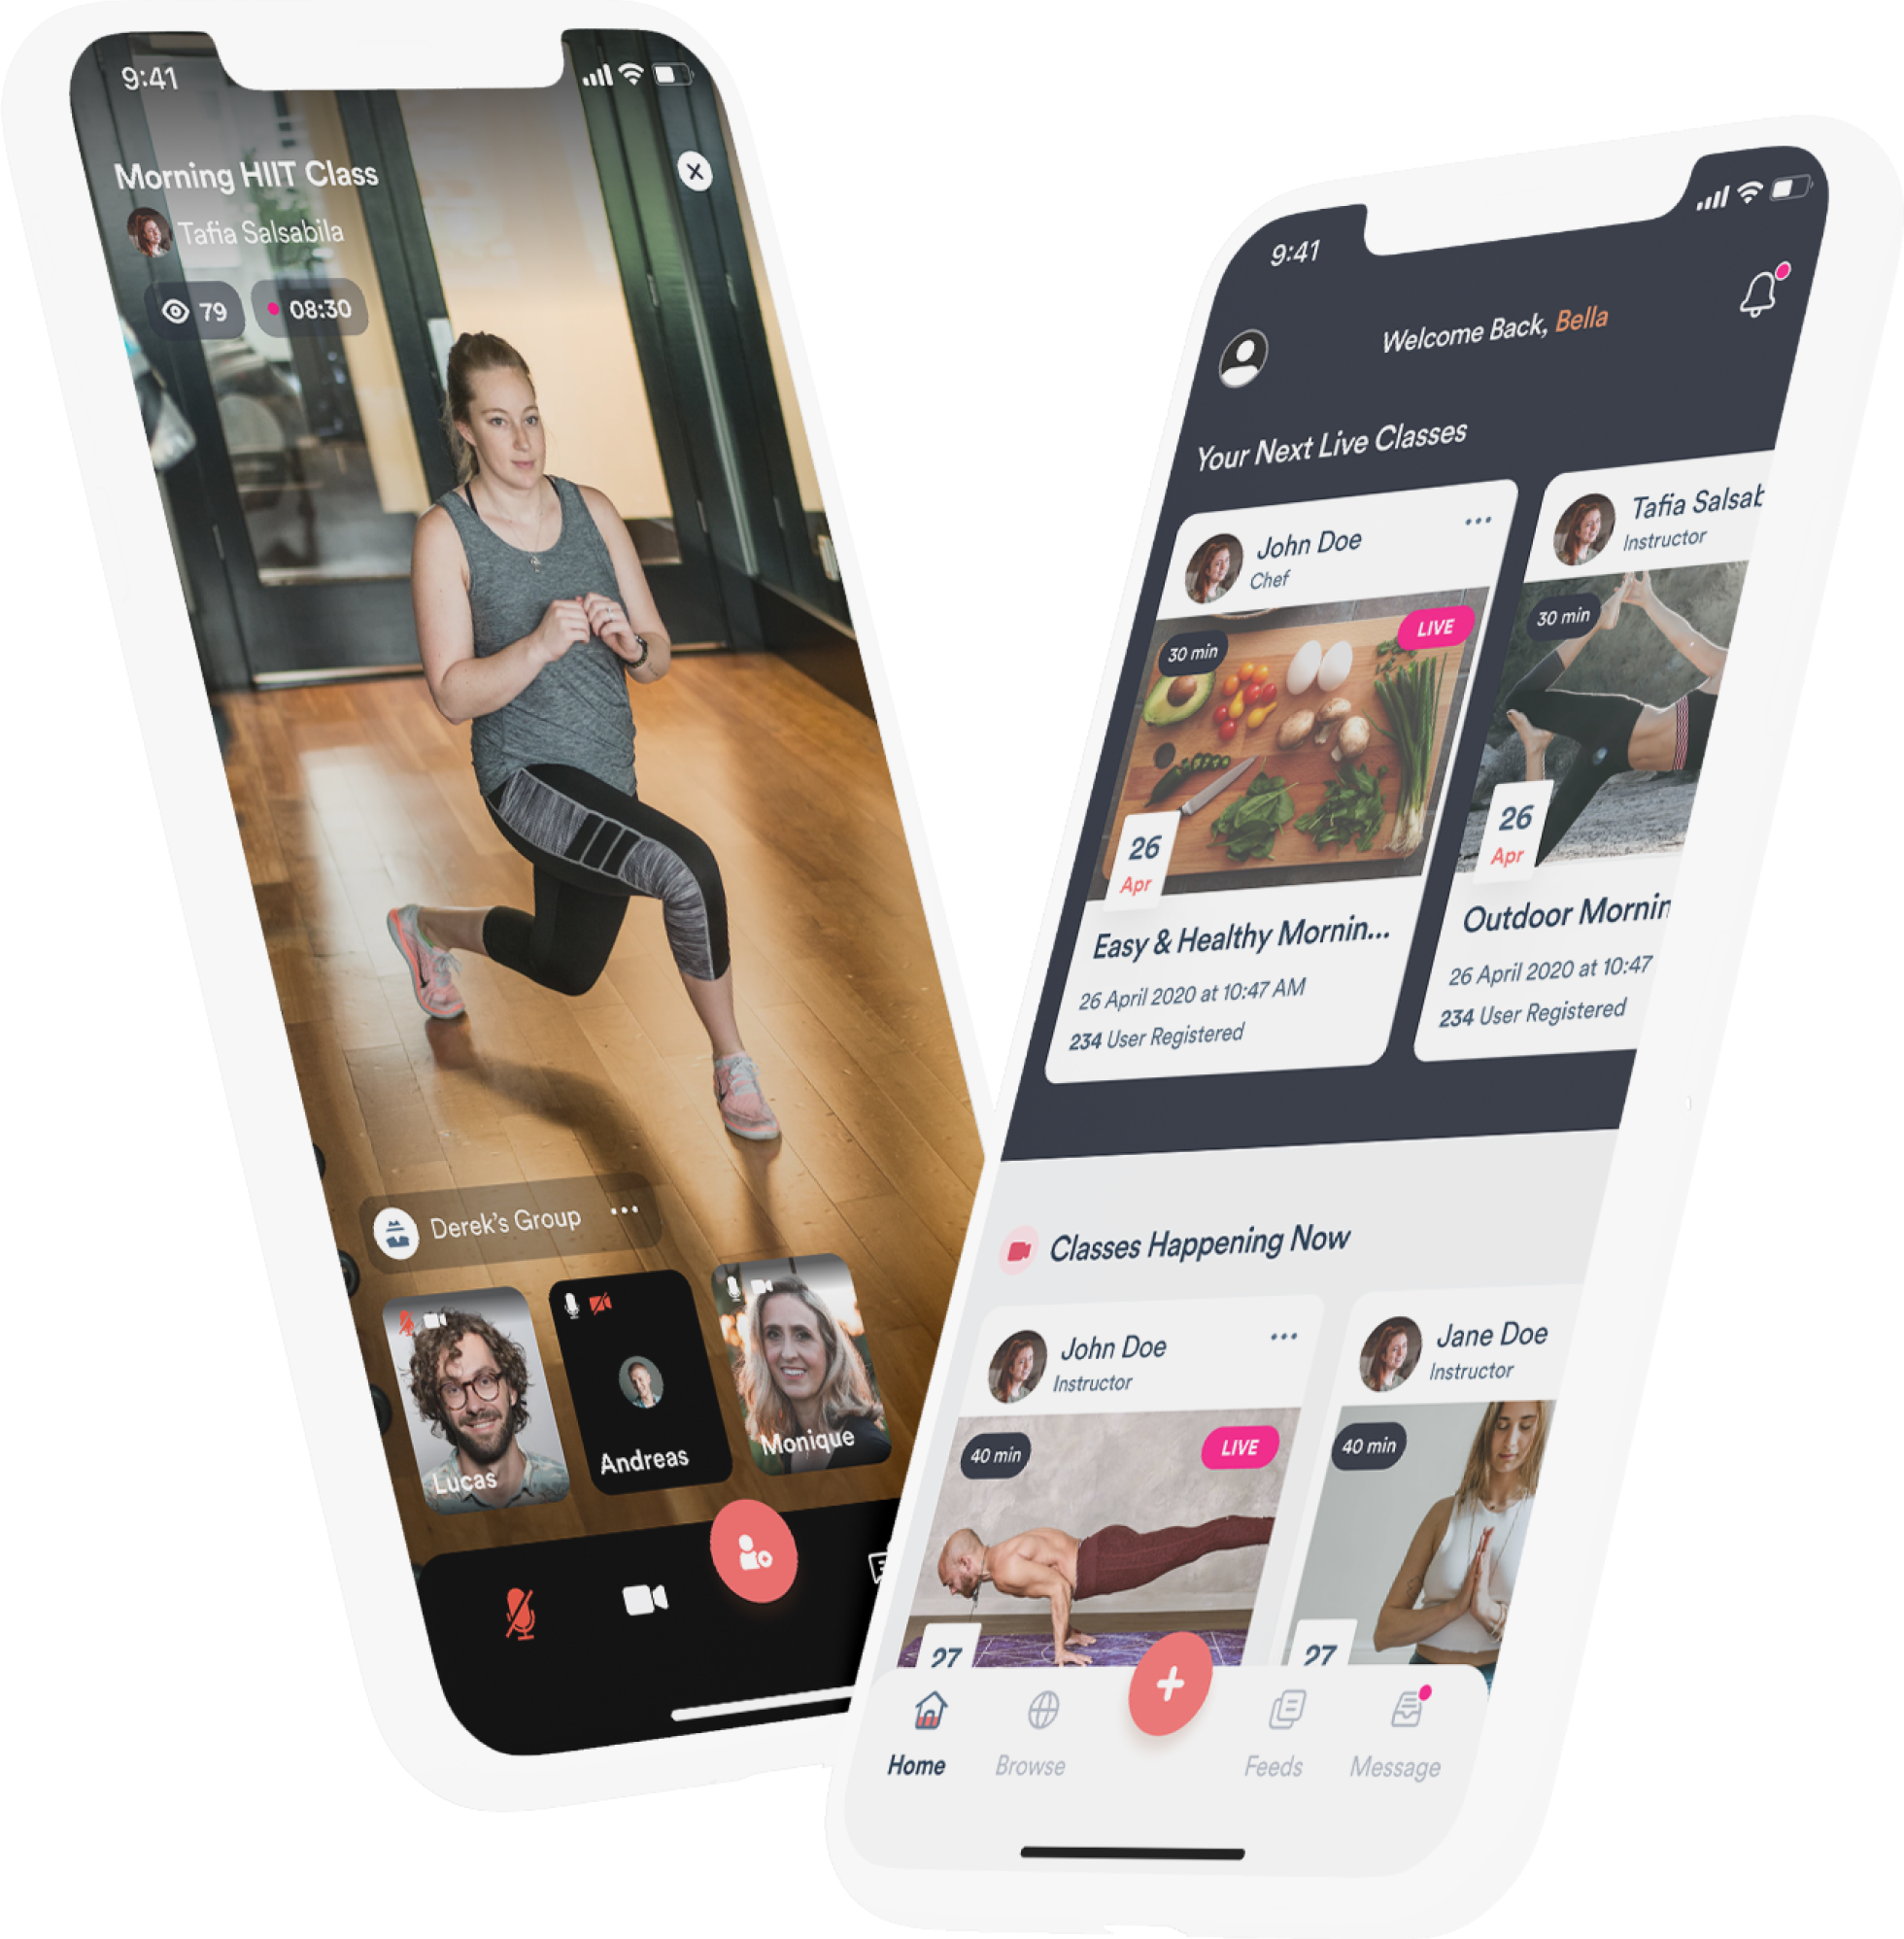 9:41
Morning HIIT Class
Tafia Salsabila
79
08:30
Derek's Group
Lucas
Andreas
Monique
9:41
Welcome Back, Bella
Your Next Live Classes
John Doe
Chef
30 min
LIVE
26
Apr
Easy & Healthy Mornin...
26 April 2020 at 10:47 AM
234 User Registered
Tafia Salsab
Instructor
30 min
26
Apr
Outdoor Mornin
26 April 2020 at 10:47
234 User Registered
Classes Happening Now
John Doe
Instructor
40 min
LIVE
27
Jane Doe
Instructor
40 min
27
Home
Browse
Feeds
Message